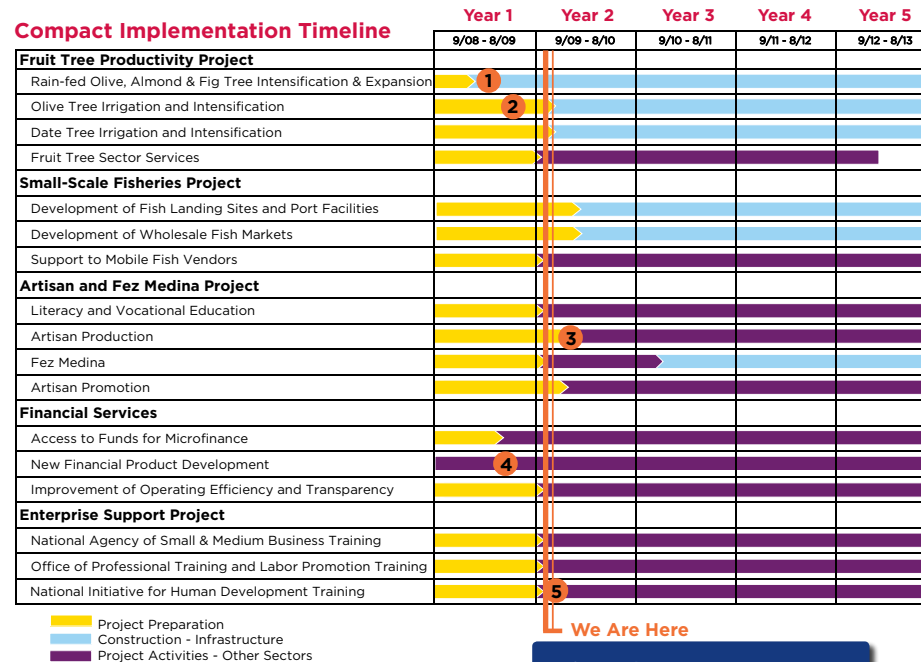 Compact Implementation Timeline
Year 1 Year 2 Year 3 Year 4 Year 5
9/08 - 8/09 9/09 - 8/10 9/10 - 8/11 9/11 - 8/12 9/12 - 8/13
Fruit Tree Productivity Project
Rain-fed Olive, Almond & Fig Tree Intensification & Expansion 1
Olive Tree Irrigation and Intensification 2
Date Tree Irrigation and Intensification
Fruit Tree Sector Services
Small-Scale Fisheries Project
Development of Fish Landing Sites and Port Facilities
Development of Wholesale Fish Markets
Support to Mobile Fish Vendors
Artisan and Fez Medina Project
Literacy and Vocational Education
Artisan Production 3
Fez Medina
Artisan Promotion
Financial Services
Access to Funds for Microfinance
New Financial Product Development 4
Improvement of Operating Efficiency and Transparency
Enterprise Support Project
National Agency of Small & Medium Business Training
Office of Professional Training and Labor Promotion Training
National Initiative for Human Development Training 5
We Are Here
Project Preparation
Construction - Infrastructure
Project Activities - Other Sectors